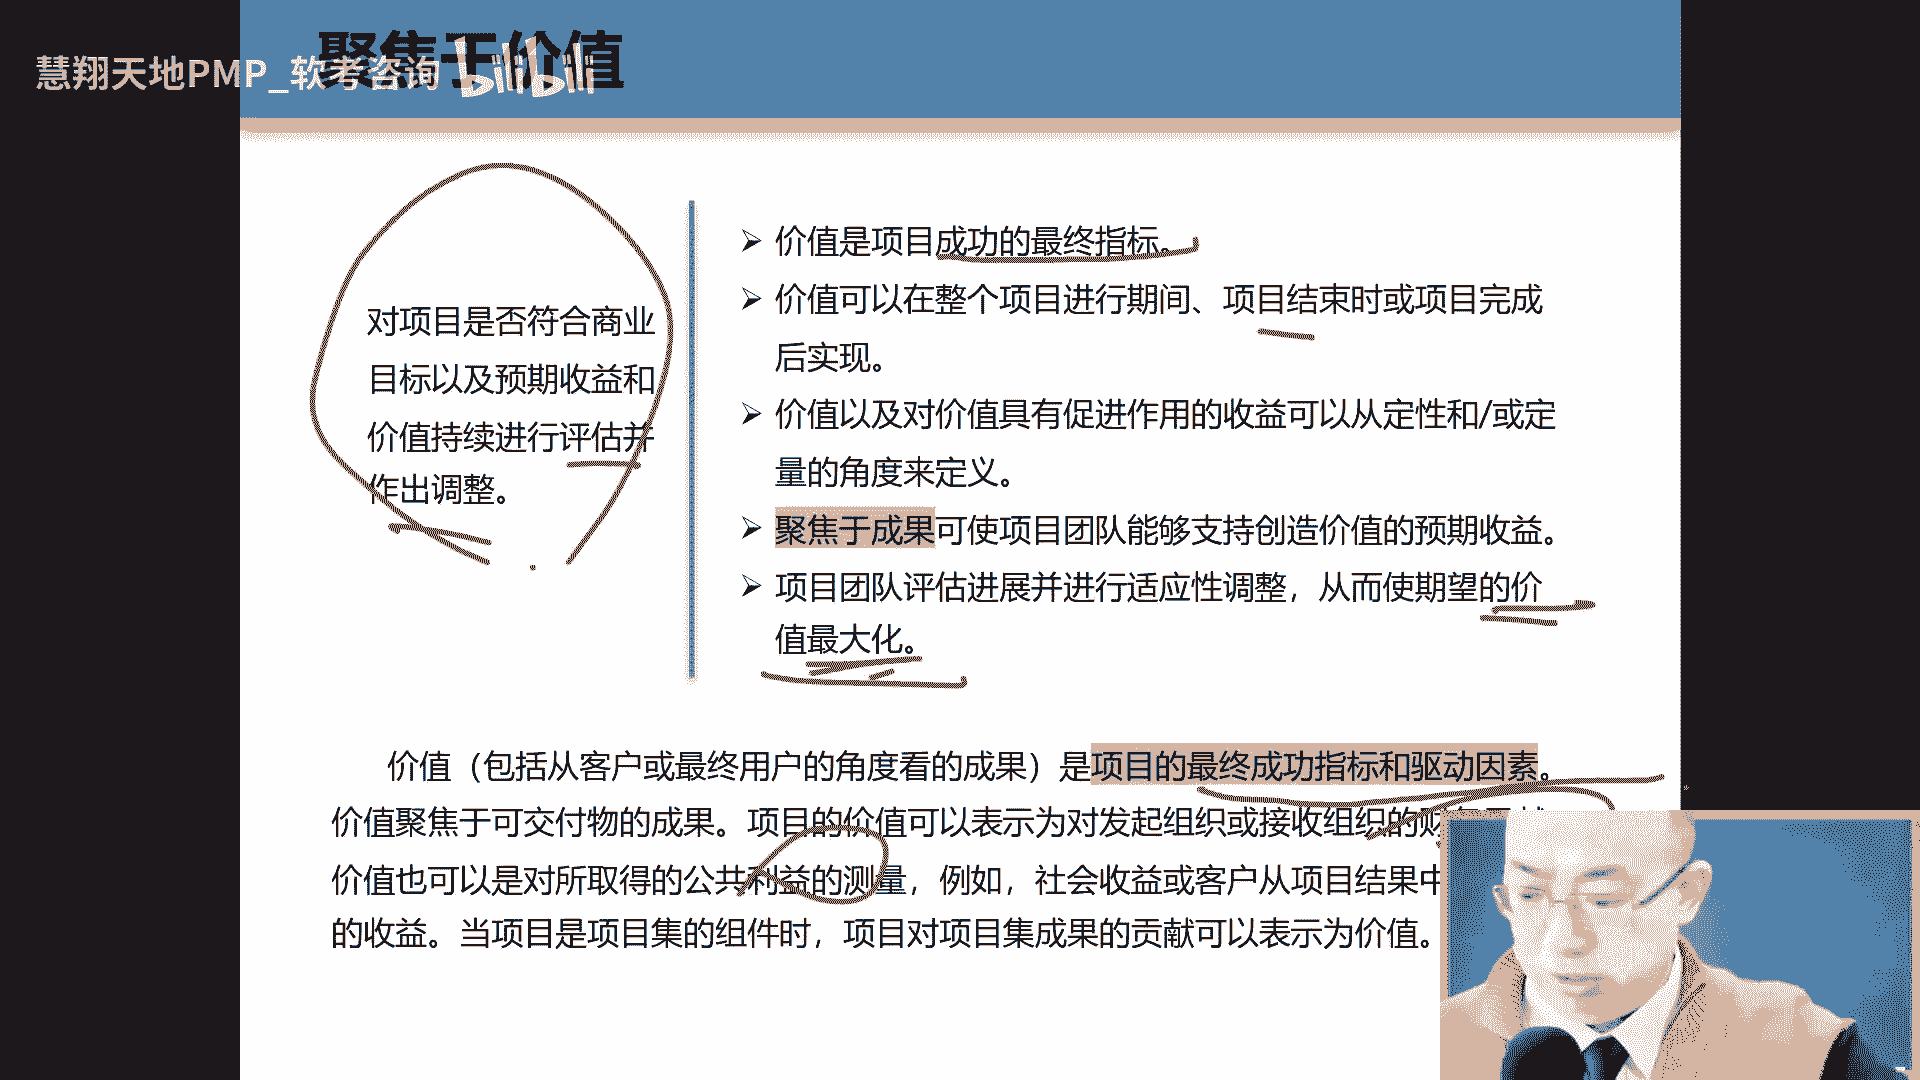 聚焦于价值
慧翔天地PMP_软考咨询
bilibili
对项目是否符合商业
目标以及预期收益和
价值持续进行评估并
作出调整。
➢ 价值是项目成功的最终指标。
➢ 价值可以在整个项目进行期间、项目结束时或项目完成
后实现。
➢ 价值以及对价值具有促进作用的收益可以从定性和/或定
量的角度来定义。
➢ 聚焦于成果可使项目团队能够支持创造价值的预期收益。
➢ 项目团队评估进展并进行适应性调整，从而使期望的价
值最大化。
价值（包括从客户或最终用户的角度看的成果）是项目的最终成功指标和驱动因素。
价值聚焦于可交付物的成果。项目的价值可以表示为对发起组织或接收组织的财
价值也可以是对所取得的公共利益的测量，例如，社会收益或客户从项目结果中
的收益。当项目是项目集的组件时，项目对项目集成果的贡献可以表示为价值。